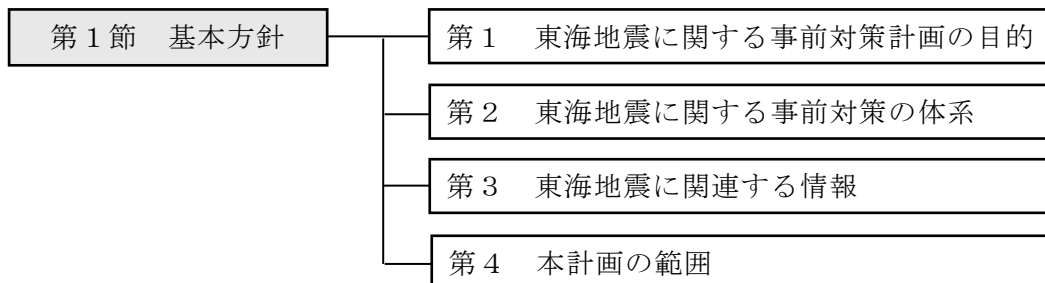 第１節　基本方針
第１　東海地震に関する事前対策計画の目的
第２　東海地震に関する事前対策の体系
第３　東海地震に関連する情報
第４　本計画の範囲